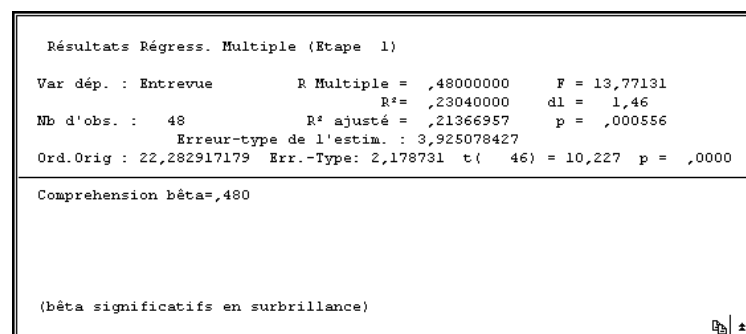 Résultats Régress. Multiple (Etape 1)
Var dép. : Entrevue R Multiple = ,48000000 F = 13,77131
R²= ,23040000 dl = 1,46
Nb d'obs. : 48 R² ajusté = ,21366957 p = ,000556
Erreur-type de l'estim. : 3,925078427
Ord.Orig : 22,282917179 Err.-Type: 2,178731 t( 46) = 10,227 p = ,0000
Comprehension bêta=,480
(bêta significatifs en surbrillance)